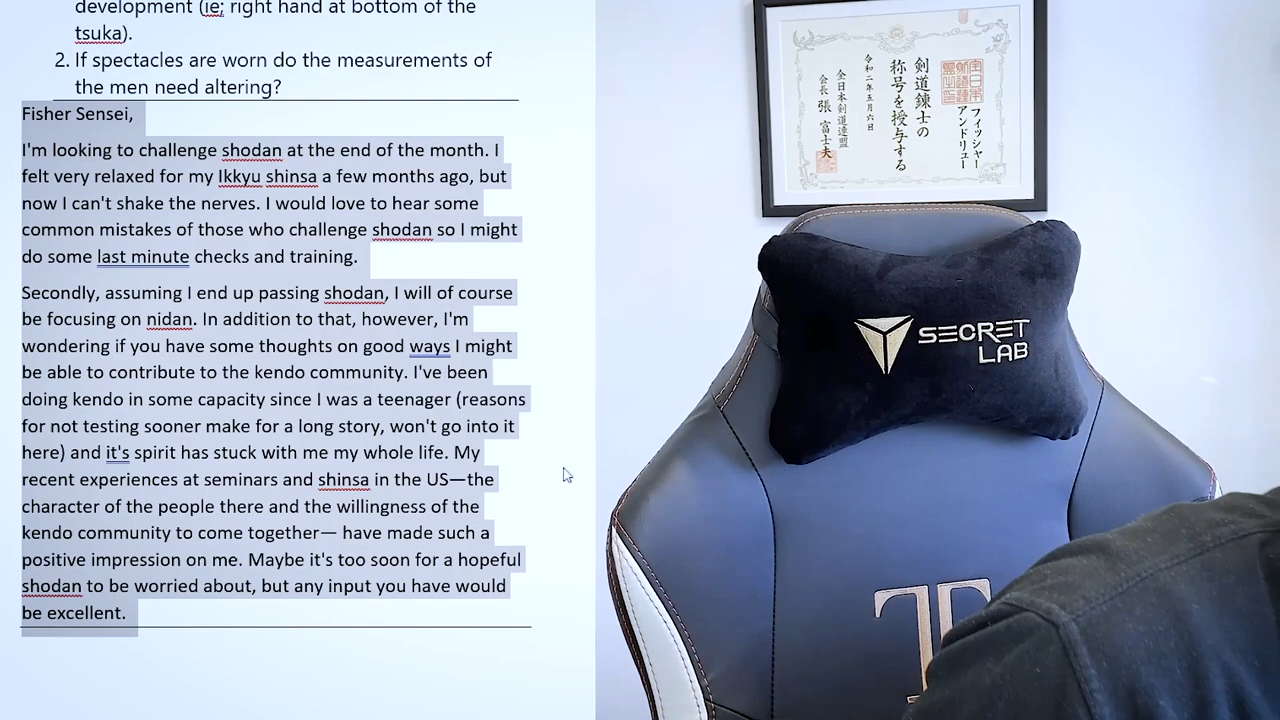 development (ie; right hand at bottom of the
tsuka).
2. If spectacles are worn do the measurements of
the men need altering?
Fisher Sensei,
I'm looking to challenge shodan at the end of the month. I
felt very relaxed for my Ikkyu shinsa a few months ago, but
now I can't shake the nerves. I would love to hear some
common mistakes of those who challenge shodan so I might
do some last minute checks and training.
Secondly, assuming I end up passing shodan, I will of course
be focusing on nidan. In addition to that, however, I'm
wondering if you have some thoughts on good ways I might
be able to contribute to the kendo community. I've been
doing kendo in some capacity since I was a teenager (reasons
for not testing sooner make for a long story, won't go into it
here) and it's spirit has stuck with me my whole life. My
recent experiences at seminars and shinsa in the US—the
character of the people there and the willingness of the
kendo community to come together— have made such a
positive impression on me. Maybe it's too soon for a hopeful
shodan to be worried about, but any input you have would
be excellent.
フィッシャー
アンドリュー
剣道錬士の
称号を授与する
令和二年五月六日
全日本剣道連盟
会長 張 富士夫
SECRET
LAB